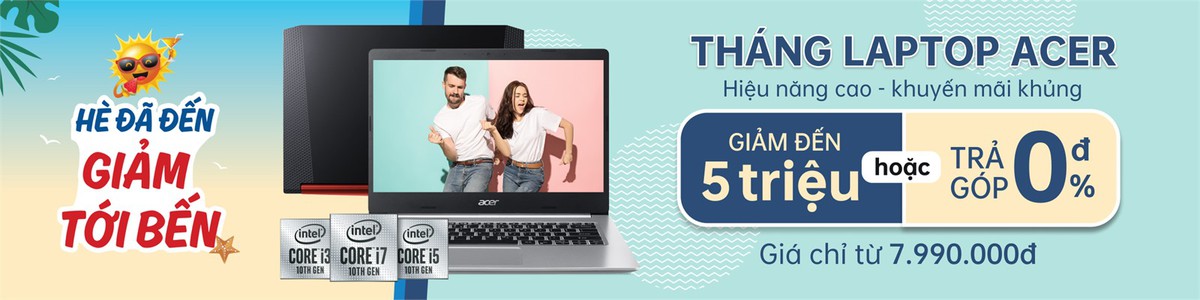 HÈ ĐÃ ĐẾN
GIẢM
TỚI BẾN
acer
intel
CORE i3
10TH GEN
intel
CORE i7
10TH GEN
intel
CORE i5
10TH GEN
THÁNG LAPTOP ACER
Hiệu năng cao - khuyến mãi khủng
GIẢM ĐẾN
5 triệu
hoặc
TRẢ GÓP 0đ
%
Giá chỉ từ 7.990.000đ